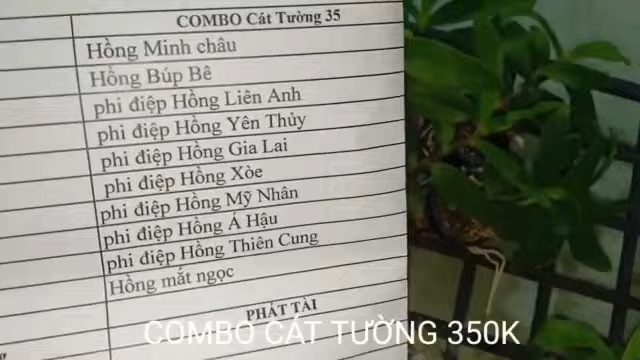 COMBO Cát Tường 35
Hồng Minh châu
Hồng Búp Bê
phi điệp Hồng Liên Anh
phi điệp Hồng Yên Thủy
phi điệp Hồng Gia Lai
phi điệp Hồng Xòe
phi điệp Hồng Mỹ Nhân
phi điệp Hồng Á Hậu
phi điệp Hồng Thiên Cung
Hồng mắt ngọc
PHÁT TÀI
COMBO CÁT TƯỜNG 350K